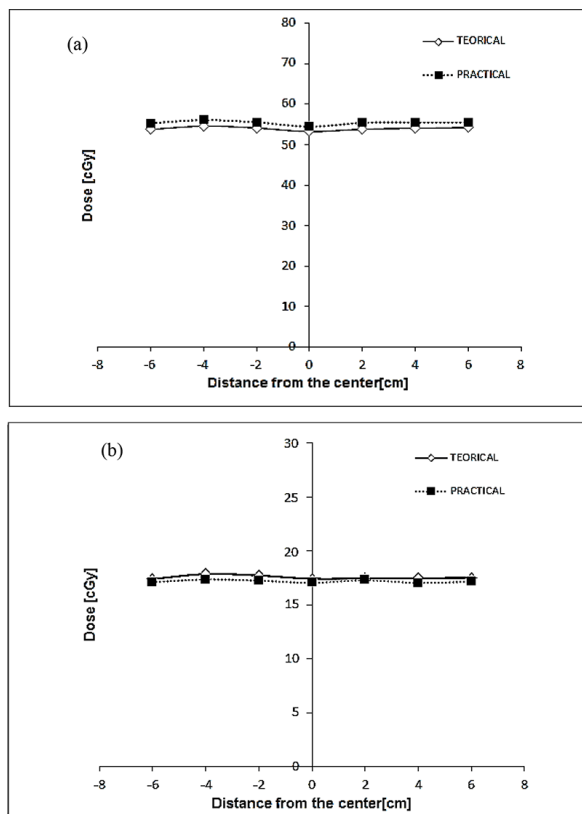 (a)
80
70
60
50
40
30
20
10
0
-8 -6 -4 -2 0 2 4 6 8
Dose [cGy]
Distance from the center[cm]
TEORICAL
PRACTICAL
(b)
30
25
20
15
10
5
0
-8 -6 -4 -2 0 2 4 6 8
Dose [cGy]
Distance from the center[cm]
TEORICAL
PRACTICAL